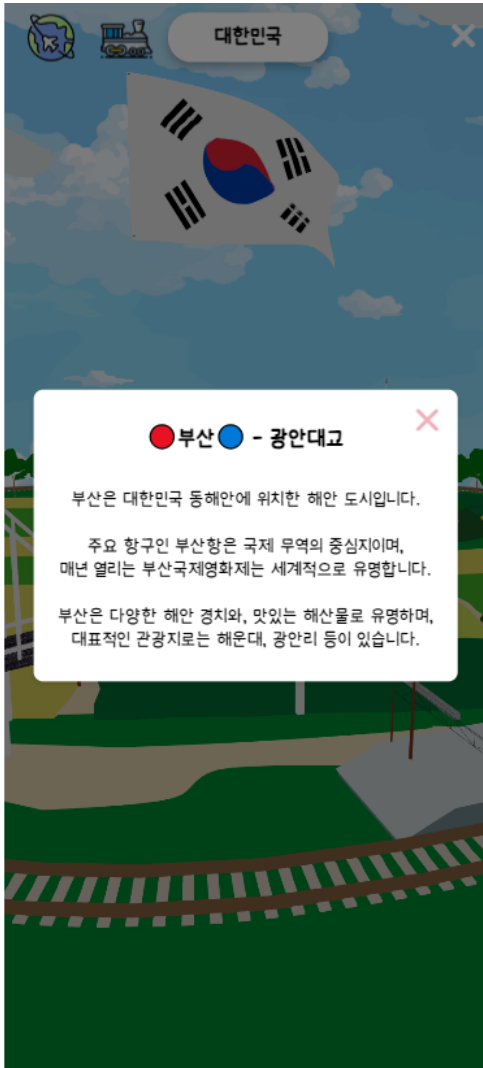 대한민국
부산 - 광안대교
부산은 대한민국 동해안에 위치한 해안 도시입니다.
주요 항구인 부산항은 국제 무역의 중심지이며,
매년 열리는 부산국제영화제는 세계적으로 유명합니다.
부산은 다양한 해안 경치와, 맛있는 해산물로 유명하며,
대표적인 관광지로는 해운대, 광안리 등이 있습니다.